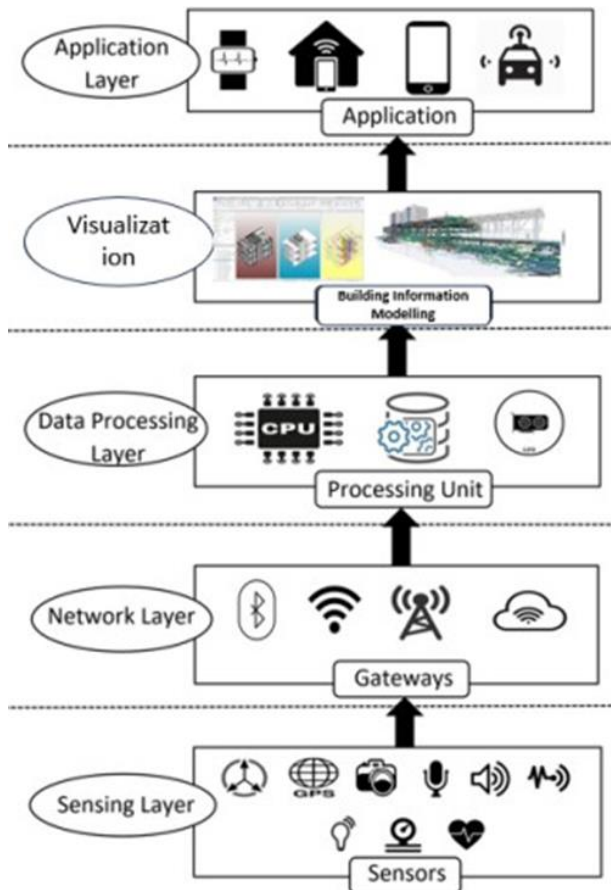 Application
Layer
Application
Visualizat
ion
Building Information
Modelling
Data Processing
Layer
CPU
Processing Unit
Network Layer
Gateways
Sensing Layer
GPS
Sensors